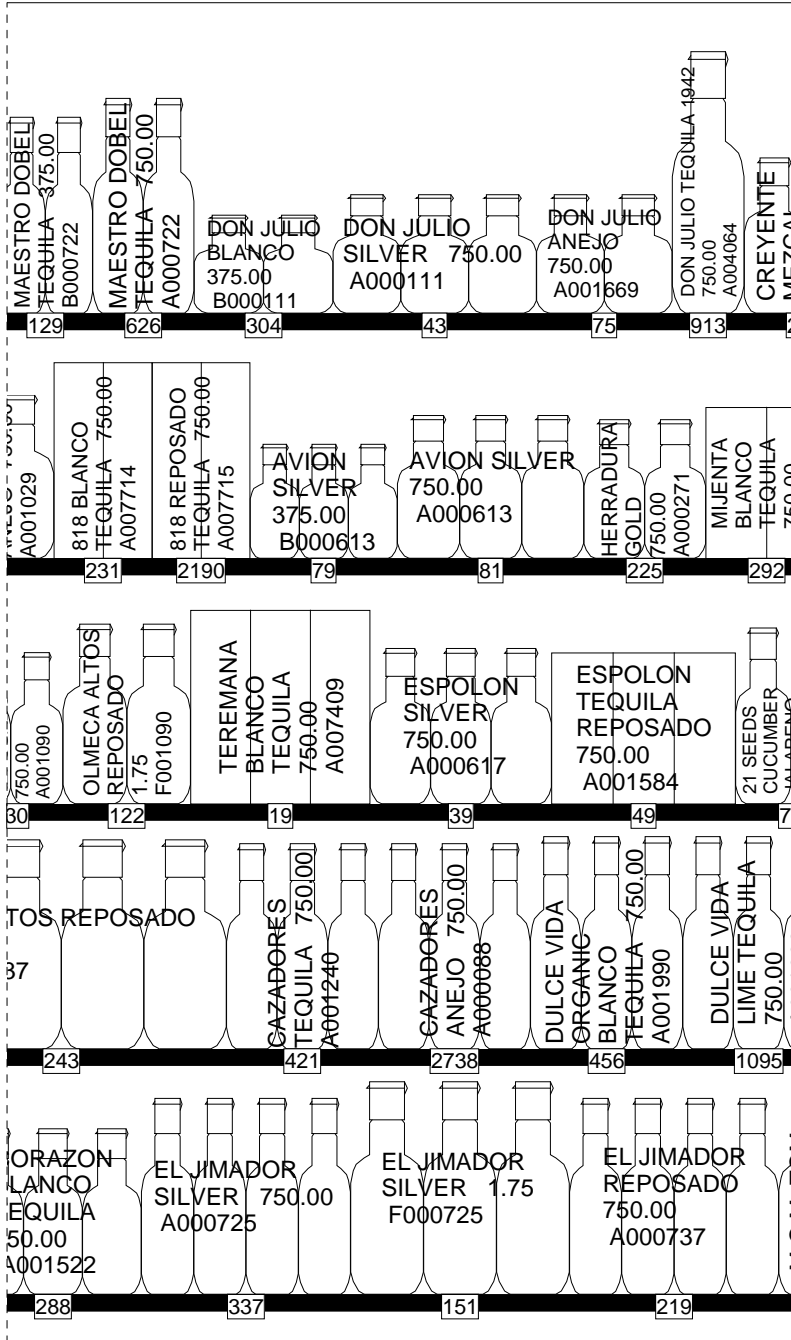 MAESTRO DOBEL
TEQUILA 375.00
B000722
MAESTRO DOBEL
TEQUILA 750.00
A000722
DON JULIO
BLANCO
375.00
B000111
DON JULIO
SILVER 750.00
A000111
DON JULIO
ANEJO
750.00
A001669
DON JULIO TEQUILA 1942
750.00
A004064
CREYENTE
129
626
304
43
75
913
A001029
818 BLANCO
TEQUILA 750.00
A007714
818 REPOSADO
TEQUILA 750.00
A007715
AVION
SILVER
375.00
B000613
AVION SILVER
750.00
A000613
HERRADURA
GOLD
750.00
A000271
MIJENTA
BLANCO
TEQUILA
750.00
231
2190
79
81
225
292
750.00
A001090
OLMECA ALTOS
REPOSADO
1.75
F001090
TEREMANA
BLANCO
TEQUILA
750.00
A007409
ESPOLON
SILVER
750.00
A000617
ESPOLON
TEQUILA
REPOSADO
750.00
A001584
21 SEEDS
CUCUMBER
JALAPENO
30
122
19
39
49
7
TOS REPOSADO
87
CAZADORES
TEQUILA 750.00
A001240
CAZADORES
ANEJO 750.00
A000088
DULCE VIDA
ORGANIC
BLANCO
TEQUILA 750.00
A001990
DULCE VIDA
LIME TEQUILA
750.00
243
421
2738
456
1095
ORAZON
LANCO
EQUILA
50.00
A001522
EL JIMADOR
SILVER 750.00
A000725
EL JIMADOR
SILVER 1.75
F000725
EL JIMADOR
REPOSADO
750.00
A000737
288
337
151
219